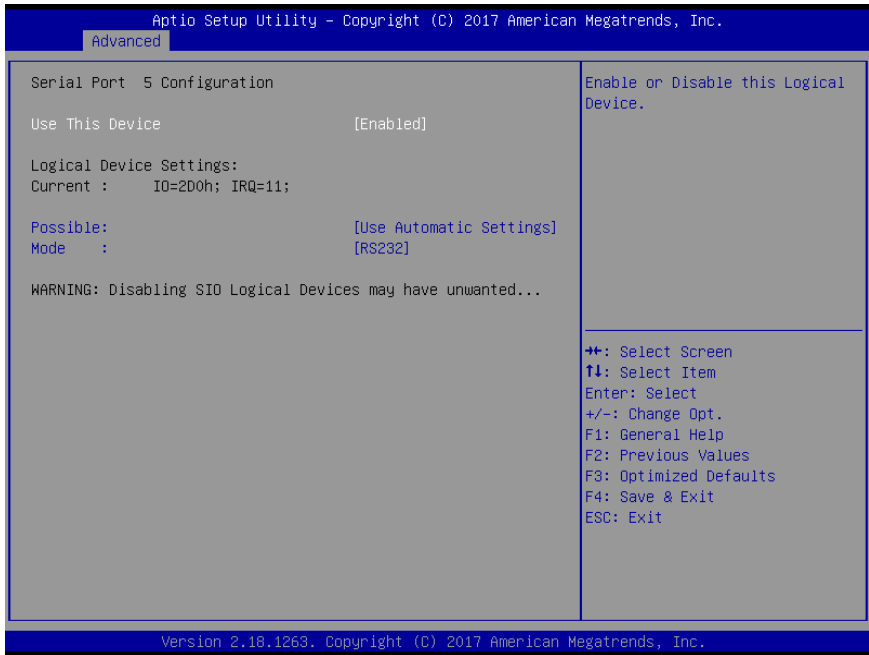 Aptio Setup Utility – Copyright (C) 2017 American Megatrends, Inc.
Advanced
Serial Port  5 Configuration
Use This Device [Enabled]
Logical Device Settings:
Current : IO=2D0h; IRQ=11;
Possible: [Use Automatic Settings]
Mode : [RS232]
WARNING: Disabling SIO Logical Devices may have unwanted...
Enable or Disable this Logical
Device.
→←: Select Screen
↑↓: Select Item
Enter: Select
+/-: Change Opt.
F1: General Help
F2: Previous Values
F3: Optimized Defaults
F4: Save & Exit
ESC: Exit
Version 2.18.1263. Copyright (C) 2017 American Megatrends, Inc.